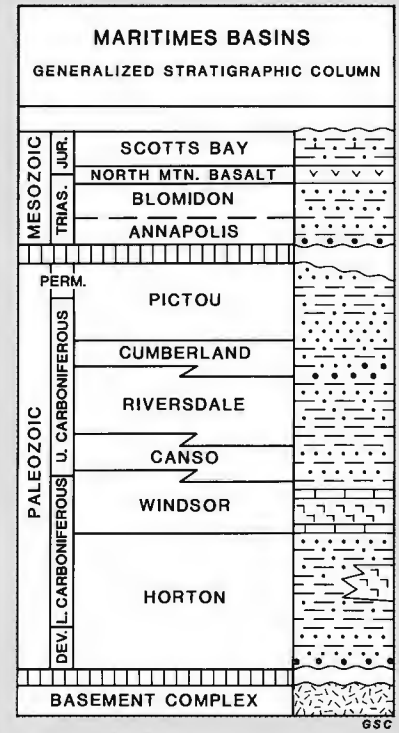 MARITIMES BASINS
GENERALIZED STRATIGRAPHIC COLUMN
MESOZOIC
JUR.
TRIAS.
SCOTTS BAY
NORTH MTN. BASALT
BLOMIDON
ANNAPOLIS
PALEOZOIC
PERM.
U. CARBONIFEROUS
L. CARBONIFEROUS
DEV.
PICTOU
CUMBERLAND
RIVERSDALE
CANSO
WINDSOR
HORTON
BASEMENT COMPLEX
GSC